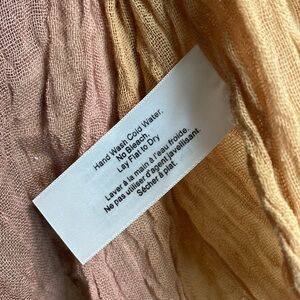 Hand Wash Cold Water,
No Bleach,
Lay Flat to Dry
Laver à la main à l'eau froide.
Ne pas utiliser d'agent javellisant.
Sécher à plat.